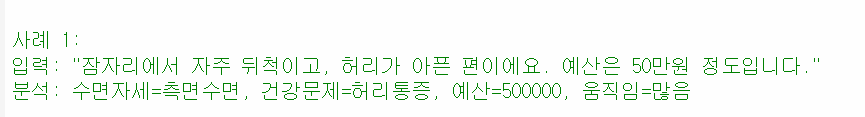 사례 1:
입력: "잠자리에서 자주 뒤척이고, 허리가 아픈 편이에요. 예산은 50만원 정도입니다."
분석: 수면자세=측면수면, 건강문제=허리통증, 예산=500000, 움직임=많음